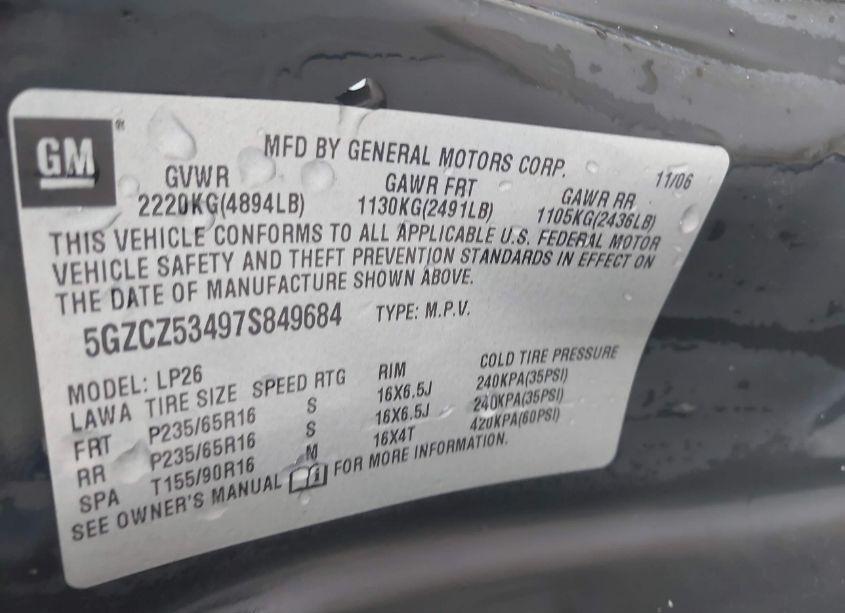 GM ®
MFD BY GENERAL MOTORS CORP.
11/06
GVWR GAWR FRT GAWR RR
2220KG(4894LB) 1130KG(2491LB) 1105KG(2436LB)
THIS VEHICLE CONFORMS TO ALL APPLICABLE U.S. FEDERAL MOTOR
VEHICLE SAFETY AND THEFT PREVENTION STANDARDS IN EFFECT ON
THE DATE OF MANUFACTURE SHOWN ABOVE.
5GZCZ53497S849684 TYPE: M.P.V.
MODEL: LP26
LAWA TIRE SIZE SPEED RTG RIM COLD TIRE PRESSURE
FRT P235/65R16 S 16X6.5J 240KPA(35PSI)
RR P235/65R16 S 16X6.5J 240KPA(35PSI)
SPA T155/90R16 M 16X4T 420KPA(60PSI)
SEE OWNER'S MANUAL i FOR MORE INFORMATION.